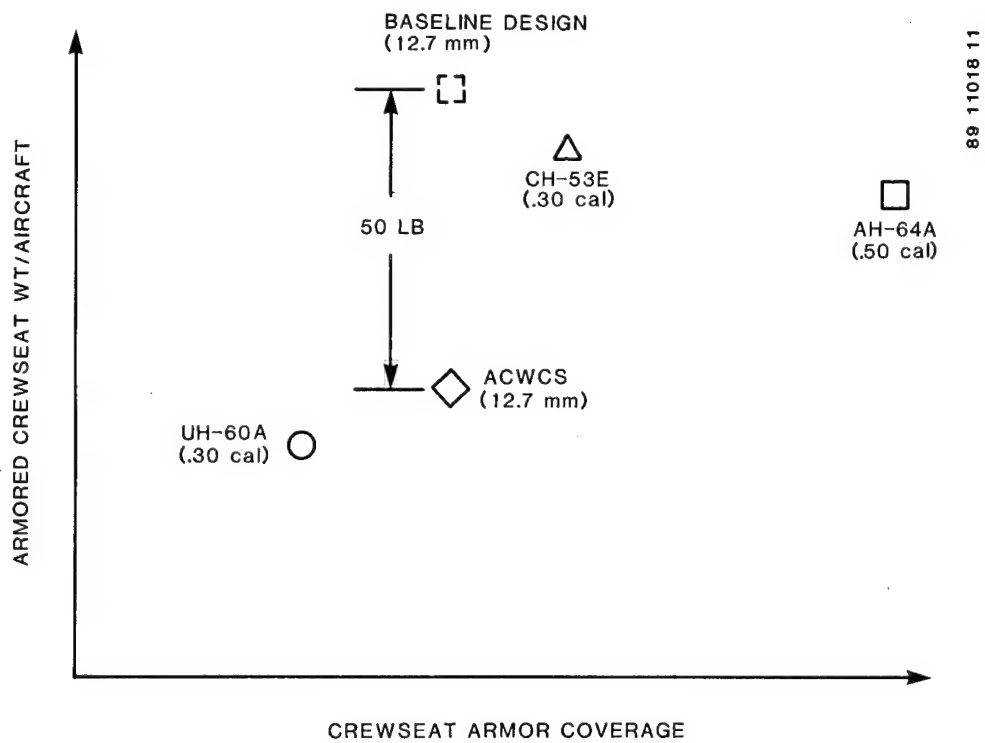 BASELINE DESIGN
(12.7 mm)
89 11018 11
CH-53E
(.30 cal)
50 LB
AH-64A
(.50 cal)
ACWCS
(12.7 mm)
UH-60A
(.30 cal)
ARMORED CREWSEAT WT/AIRCRAFT
CREWSEAT ARMOR COVERAGE